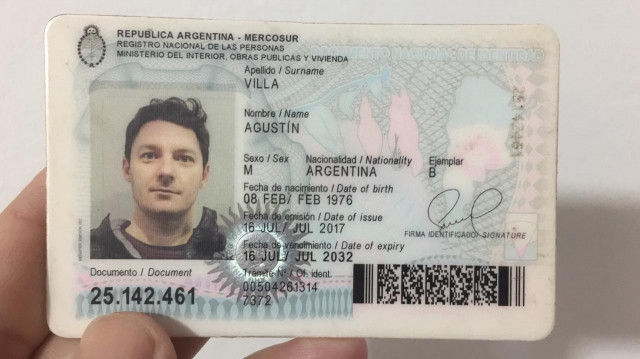 REPUBLICA ARGENTINA - MERCOSUR
REGISTRO NACIONAL DE LAS PERSONAS
MINISTERIO DEL INTERIOR, OBRAS PUBLICAS Y VIVIENDA
Apellido / Surname
VILLA
Nombre / Name
AGUSTÍN
Sexo / Sex Nacionalidad / Nationality Ejemplar
M ARGENTINA B
Fecha de nacimiento / Date of birth
08 FEB/ FEB 1976
Fecha de emisión / Date of issue
16 JUL/ JUL 2017
FIRMA IDENTIFICADO / SIGNATURE
Fecha de vencimiento / Date of expiry
16 JUL/ JUL 2032
Documento / Document
25.142.461
Trámite N° / Of. ident.
00504261314
7372